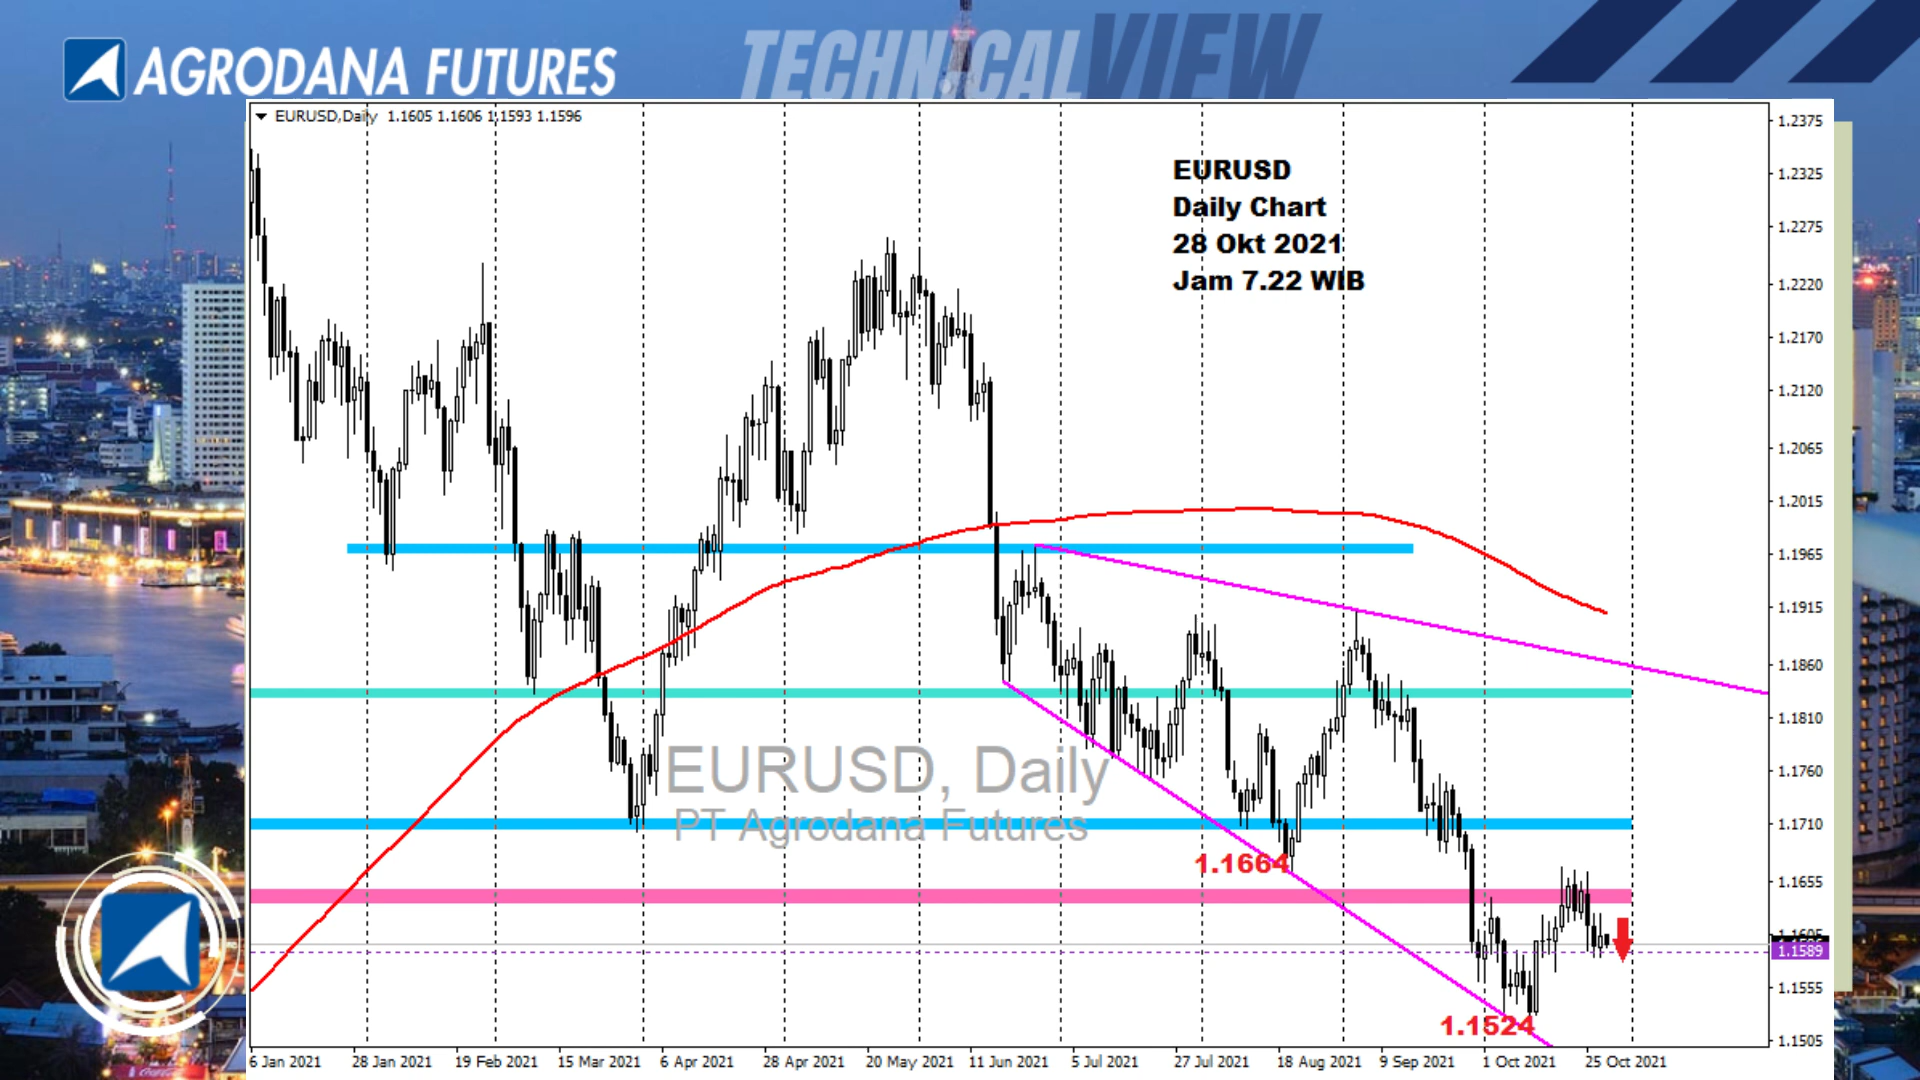 AGRODANA FUTURES
TECHNICAL VIEW
EURUSD,Daily 1.1605 1.1606 1.1593 1.1596
EURUSD
Daily Chart
28 Okt 2021
Jam 7.22 WIB
1.2375
1.2325
1.2275
1.2220
1.2170
1.2120
1.2065
1.2015
1.1965
1.1915
1.1860
1.1810
1.1760
1.1710
1.1655
1.1605
1.1589
1.1555
1.1505
EURUSD, Daily
PT Agrodana Futures
1.1664
1.1524
6 Jan 2021 28 Jan 2021 19 Feb 2021 15 Mar 2021 6 Apr 2021 28 Apr 2021 20 May 2021 11 Jun 2021 5 Jul 2021 27 Jul 2021 18 Aug 2021 9 Sep 2021 1 Oct 2021 25 Oct 2021